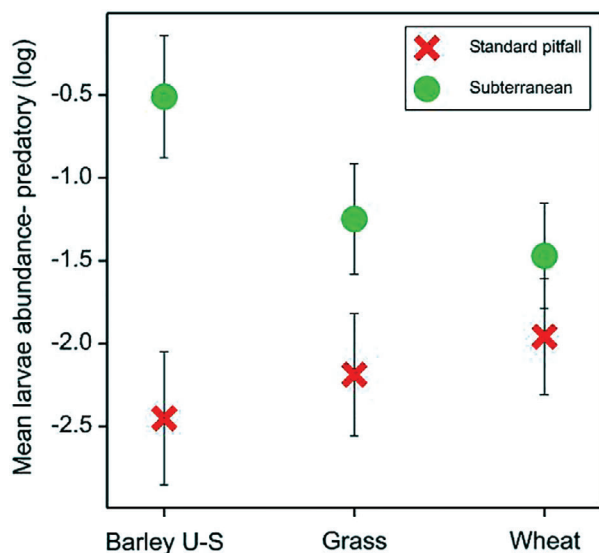 Mean larvae abundance- predatory (log)
-0.5
-1.0
-1.5
-2.0
-2.5
Standard pitfall
Subterranean
Barley U-S
Grass
Wheat